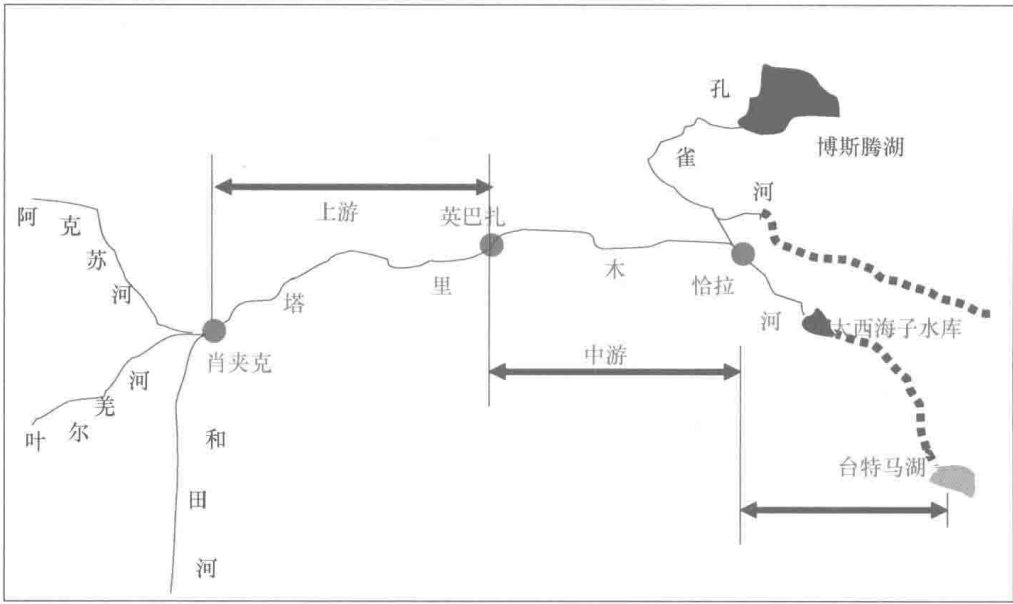 孔雀河
博斯腾湖
上游
英巴扎
阿克苏河
塔里木河
恰拉
大西海子水库
肖夹克
中游
叶尔羌河
和田河
台特马湖